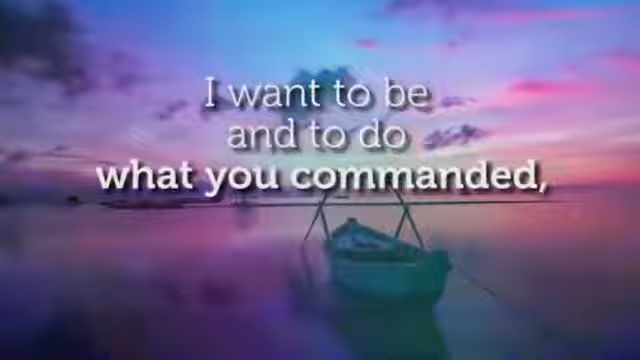 I want to be
and to do
what you commanded,